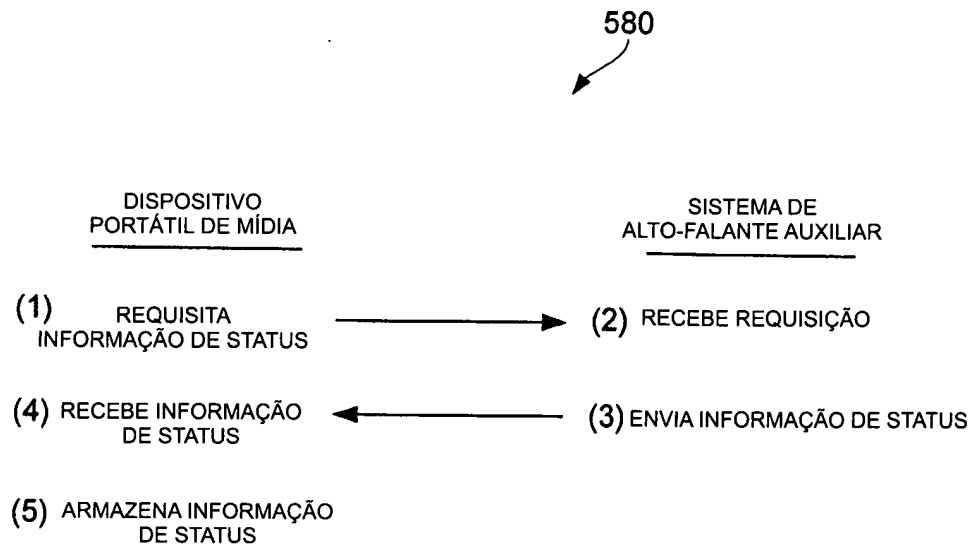 580
DISPOSITIVO
PORTÁTIL DE MÍDIA
SISTEMA DE
ALTO-FALANTE AUXILIAR
(1) REQUISITA
INFORMAÇÃO DE STATUS
(2) RECEBE REQUISIÇÃO
(4) RECEBE INFORMAÇÃO
DE STATUS
(3) ENVIA INFORMAÇÃO DE STATUS
(5) ARMAZENA INFORMAÇÃO
DE STATUS